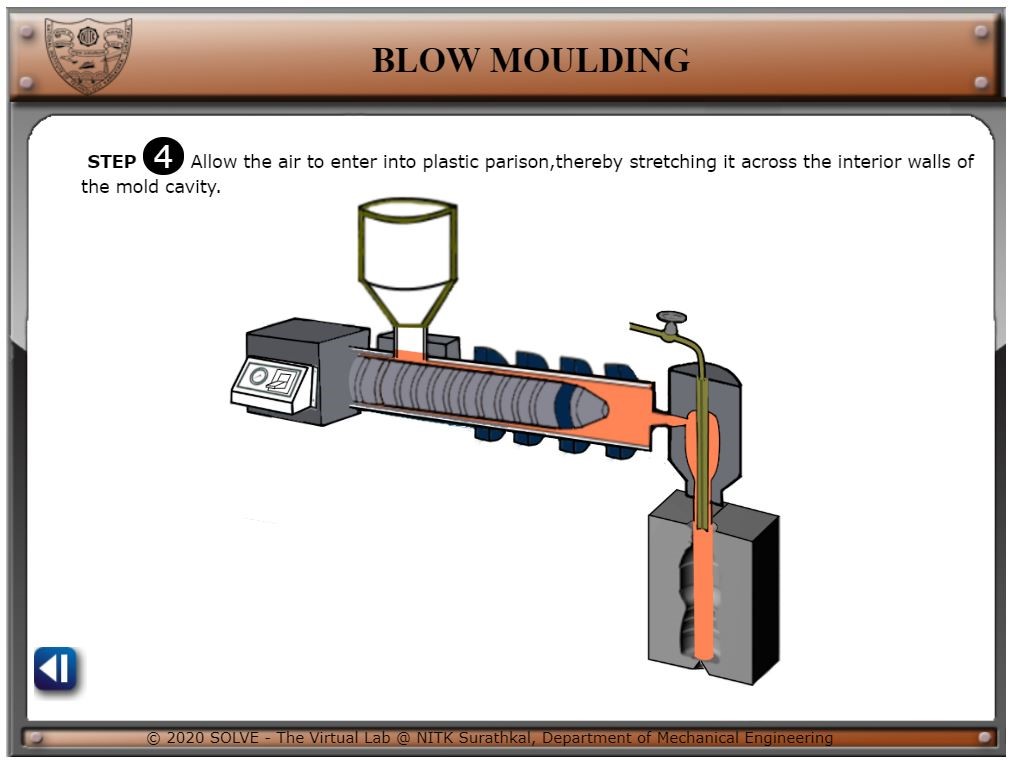 BLOW MOULDING
STEP 4 Allow the air to enter into plastic parison,thereby stretching it across the interior walls of
the mold cavity.
© 2020 SOLVE - The Virtual Lab @ NITK Surathkal, Department of Mechanical Engineering